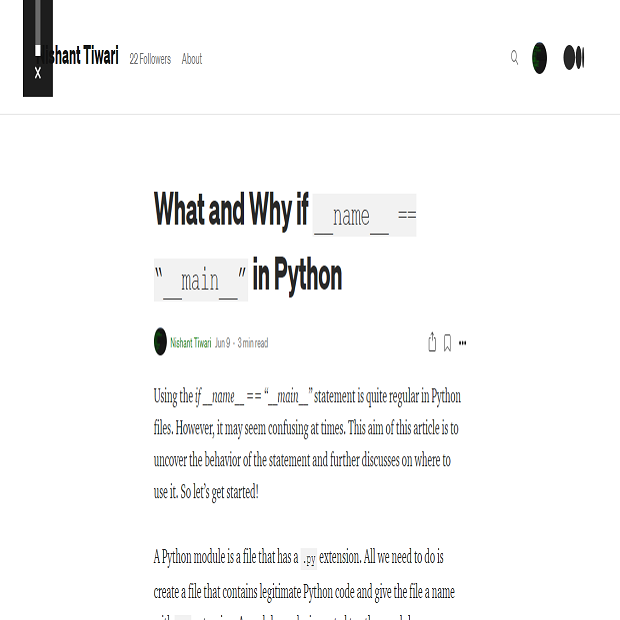 x
shant Tiwari 22 Followers About
What and Why if __name__ ==
"__main__" in Python
Nishant Tiwari Jun 9 · 3 min read
Using the if __name__ == “__main__” statement is quite regular in Python
files. However, it may seem confusing at times. This aim of this article is to
uncover the behavior of the statement and further discusses on where to
use it. So let’s get started!
A Python module is a file that has a .py extension. All we need to do is
create a file that contains legitimate Python code and give the file a name